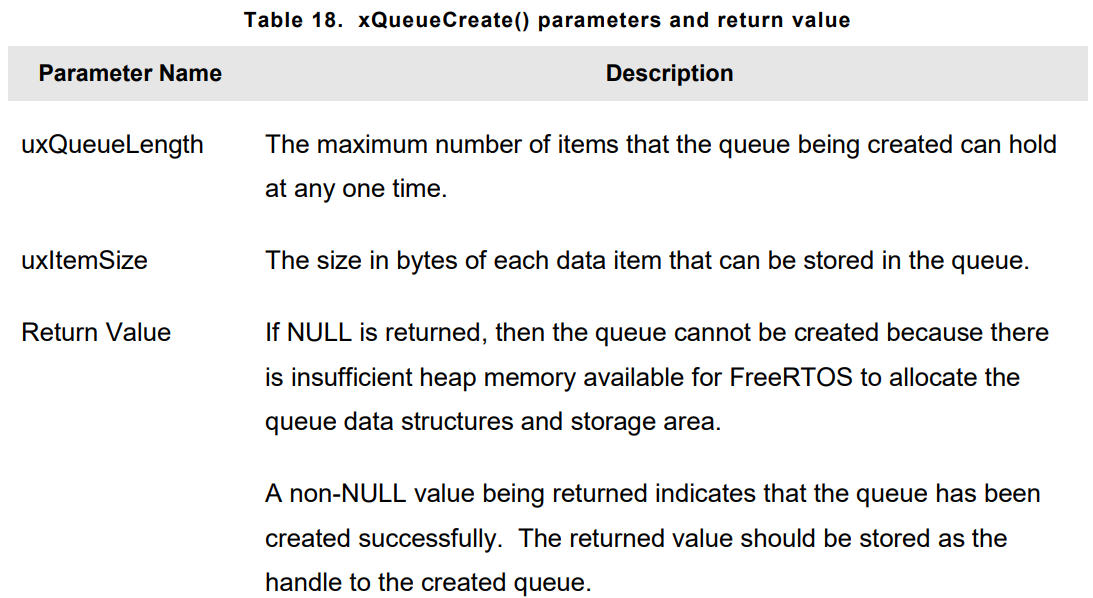 Table 18. xQueueCreate() parameters and return value
Parameter Name Description
uxQueueLength The maximum number of items that the queue being created can hold
at any one time.
uxItemSize The size in bytes of each data item that can be stored in the queue.
Return Value If NULL is returned, then the queue cannot be created because there
is insufficient heap memory available for FreeRTOS to allocate the
queue data structures and storage area.
A non-NULL value being returned indicates that the queue has been
created successfully. The returned value should be stored as the
handle to the created queue.